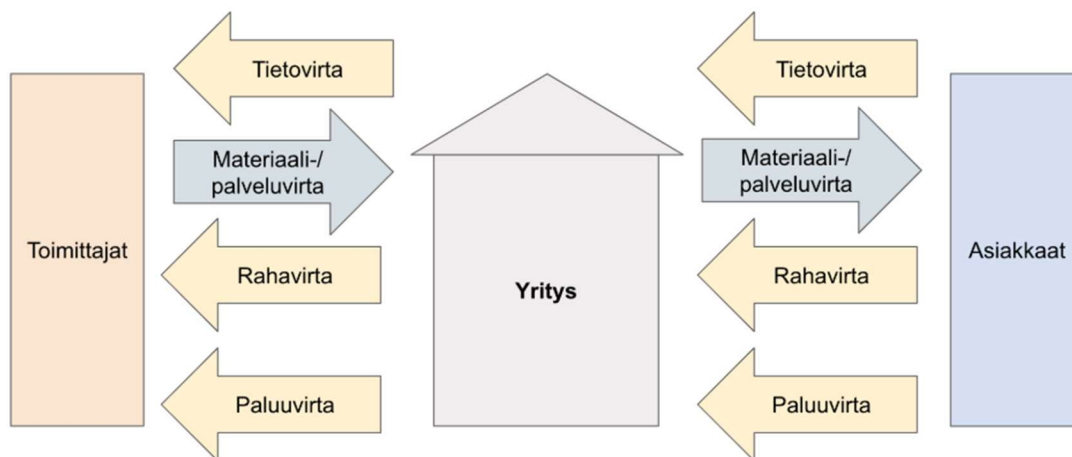 Tietovirta
Tietovirta
Materiaali-/
palveluvirta
Materiaali-/
palveluvirta
Toimittajat
Rahavirta
Yritys
Rahavirta
Asiakkaat
Paluuvirta
Paluuvirta